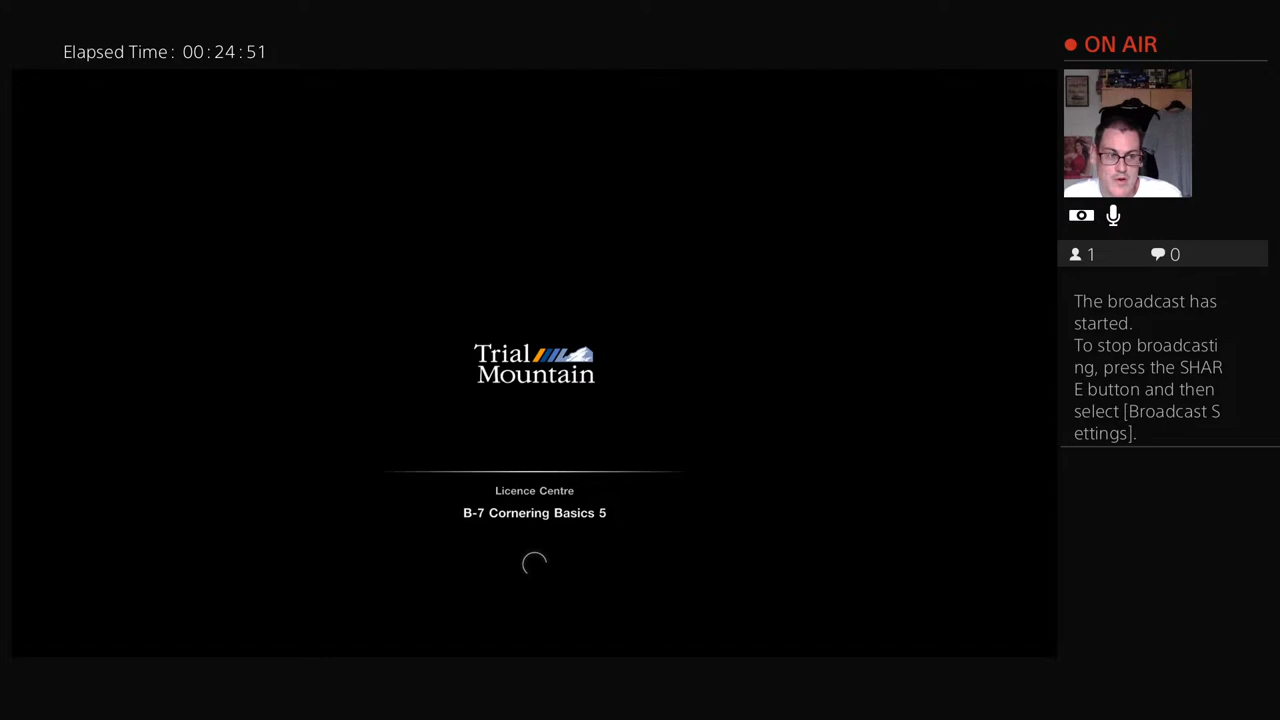 Elapsed Time: 00:24:51
ON AIR
1
0
The broadcast has
started.
To stop broadcasti
ng, press the SHAR
E button and then
select [Broadcast S
ettings].
Trial
Mountain
Licence Centre
B-7 Cornering Basics 5